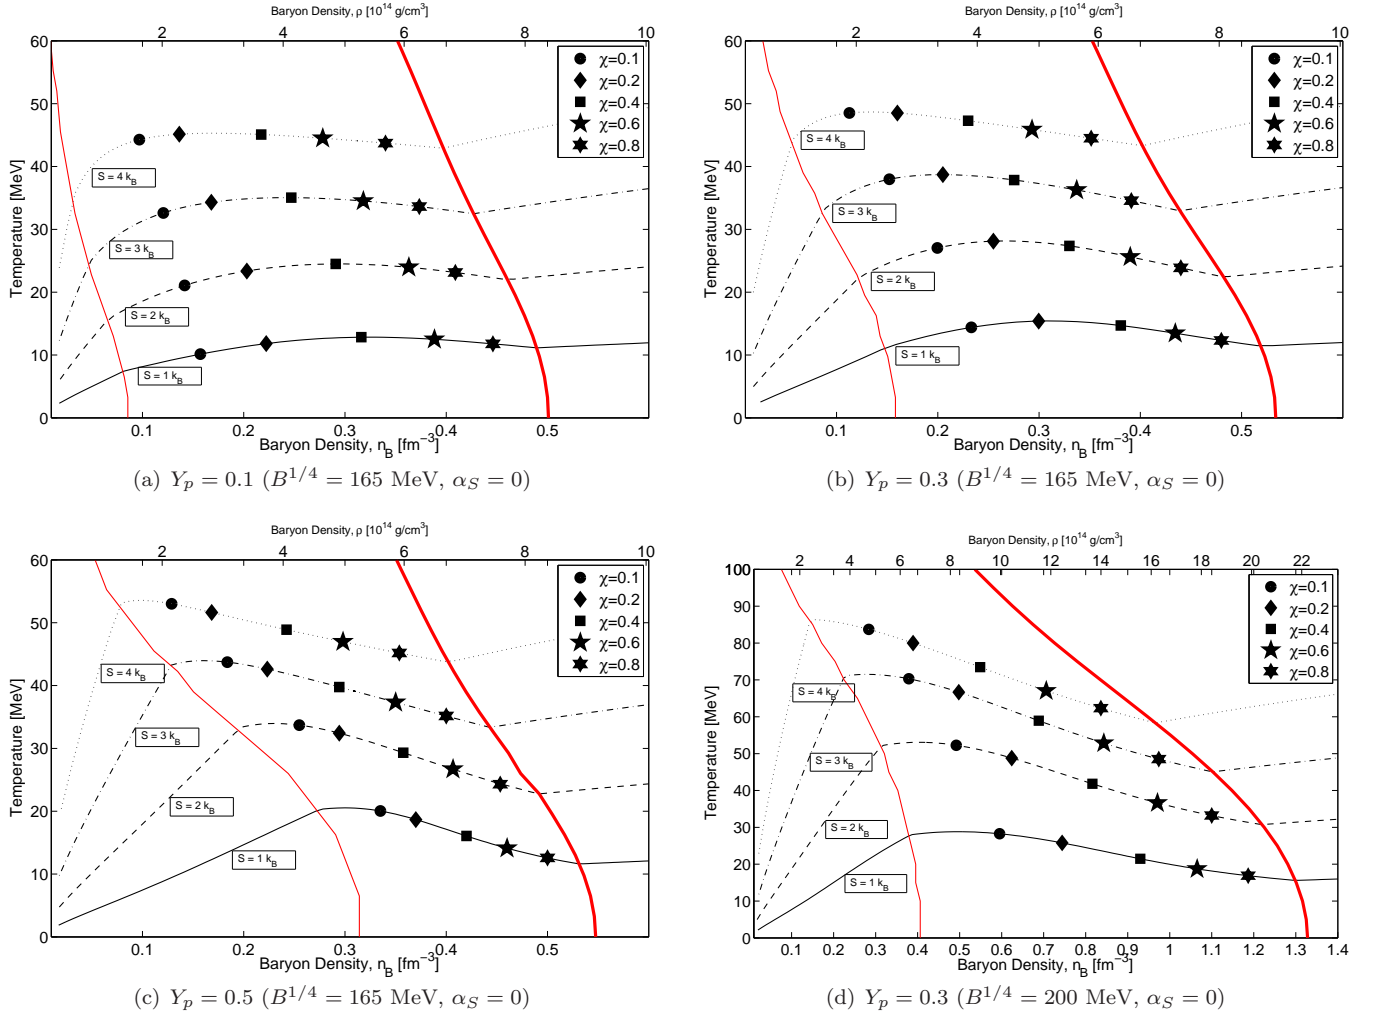 Baryon Density, ρ [10^14 g/cm^3]
2 4 6 8 10
60
50
40
30
20
10
0
Temperature [MeV]
χ=0.1
χ=0.2
χ=0.4
χ=0.6
χ=0.8
S = 4 k_B
S = 3 k_B
S = 2 k_B
S = 1 k_B
0.1 0.2 0.3 0.4 0.5
Baryon Density, n_B [fm^−3]
(a) Y_p = 0.1 (B^1/4 = 165 MeV, α_S = 0)
Baryon Density, ρ [10^14 g/cm^3]
2 4 6 8 10
60
50
40
30
20
10
0
Temperature [MeV]
χ=0.1
χ=0.2
χ=0.4
χ=0.6
χ=0.8
S = 4 k_B
S = 3 k_B
S = 2 k_B
S = 1 k_B
0.1 0.2 0.3 0.4 0.5
Baryon Density, n_B [fm^−3]
(b) Y_p = 0.3 (B^1/4 = 165 MeV, α_S = 0)
Baryon Density, ρ [10^14 g/cm^3]
2 4 6 8 10
60
50
40
30
20
10
0
Temperature [MeV]
χ=0.1
χ=0.2
χ=0.4
χ=0.6
χ=0.8
S = 4 k_B
S = 3 k_B
S = 2 k_B
S = 1 k_B
0.1 0.2 0.3 0.4 0.5
Baryon Density, n_B [fm^−3]
(c) Y_p = 0.5 (B^1/4 = 165 MeV, α_S = 0)
Baryon Density, ρ [10^14 g/cm^3]
2 4 6 8 10 12 14 16 18 20 22
100
90
80
70
60
50
40
30
20
10
0
Temperature [MeV]
χ=0.1
χ=0.2
χ=0.4
χ=0.6
χ=0.8
S = 4 k_B
S = 3 k_B
S = 2 k_B
S = 1 k_B
0.1 0.2 0.3 0.4 0.5 0.6 0.7 0.8 0.9 1 1.1 1.2 1.3 1.4
Baryon Density, n_B [fm^−3]
(d) Y_p = 0.3 (B^1/4 = 200 MeV, α_S = 0)